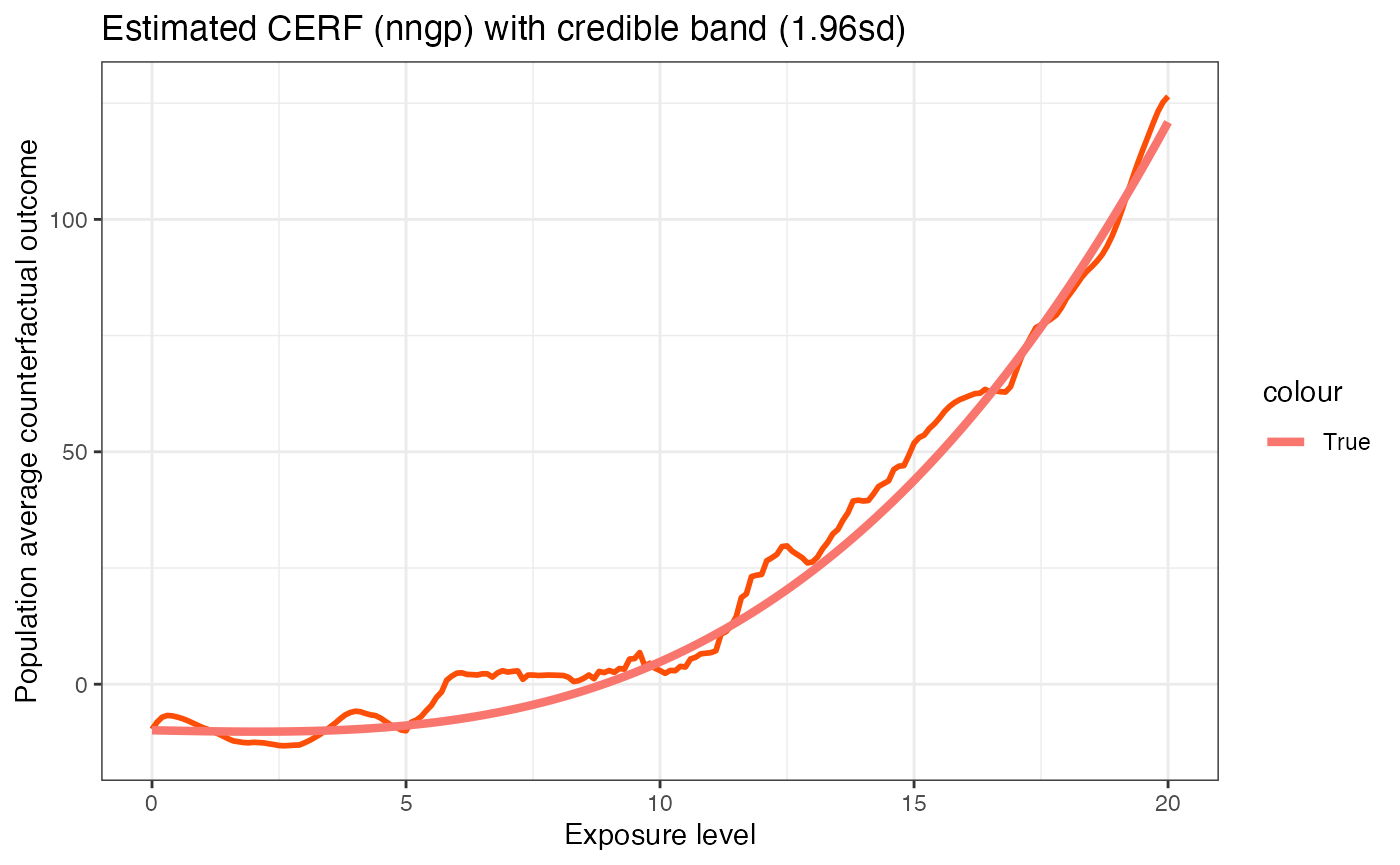 Estimated CERF (nngp) with credible band (1.96sd)
Population average counterfactual outcome
100
50
0
0
5
10
15
20
Exposure level
colour
True